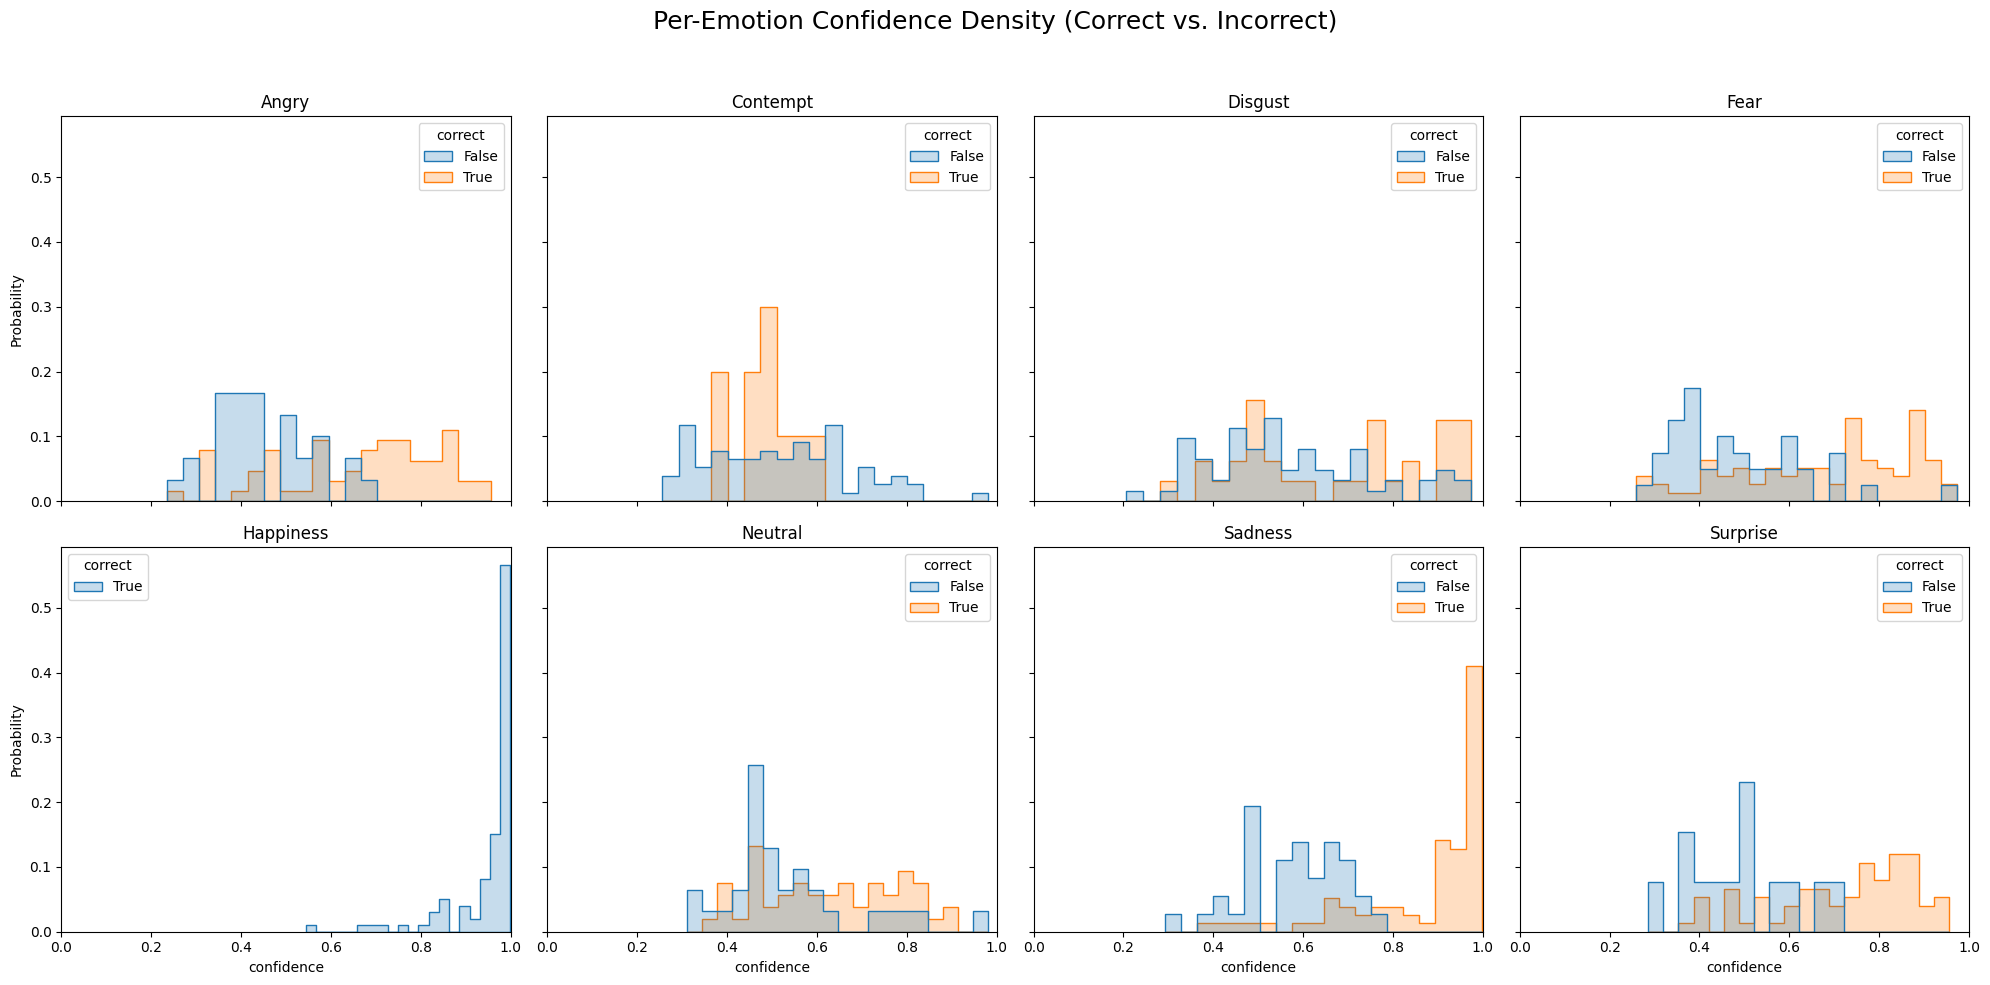 Per-Emotion Confidence Density (Correct vs. Incorrect)
Angry
Contempt
Disgust
Fear
correct
False
True
correct
False
True
correct
False
True
correct
False
True
0.5
0.4
0.3
0.2
0.1
0.0
Probability
Happiness
Neutral
Sadness
Surprise
correct
True
correct
False
True
correct
False
True
correct
False
True
0.5
0.4
0.3
0.2
0.1
0.0
Probability
0.0 0.2 0.4 0.6 0.8 1.0
0.0 0.2 0.4 0.6 0.8 1.0
0.0 0.2 0.4 0.6 0.8 1.0
0.0 0.2 0.4 0.6 0.8 1.0
confidence
confidence
confidence
confidence